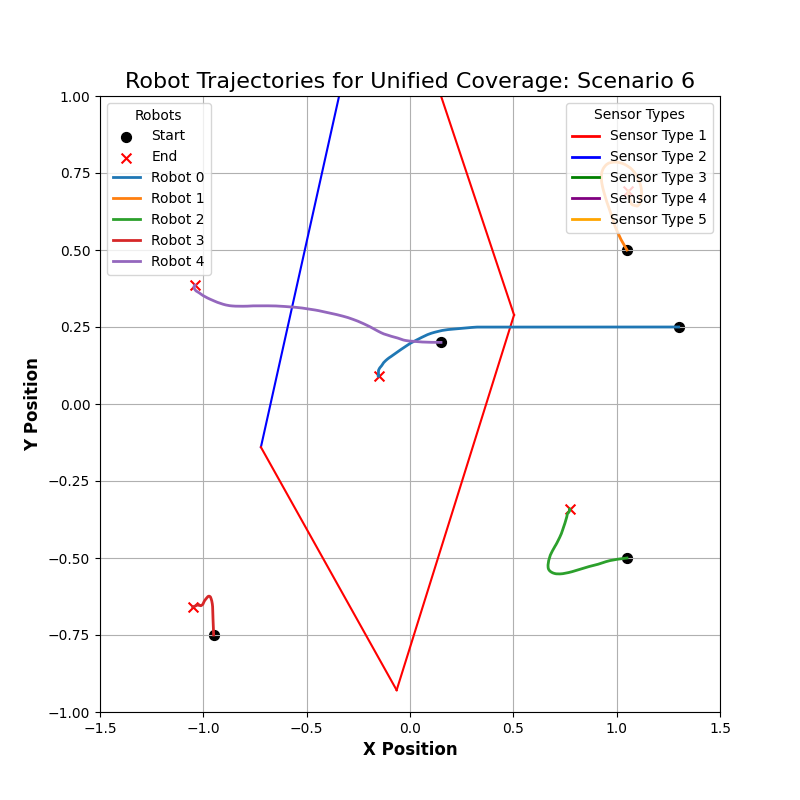 Robot Trajectories for Unified Coverage: Scenario 6
Robots
Start
End
Robot 0
Robot 1
Robot 2
Robot 3
Robot 4
Sensor Types
Sensor Type 1
Sensor Type 2
Sensor Type 3
Sensor Type 4
Sensor Type 5
1.00
0.75
0.50
0.25
0.00
−0.25
−0.50
−0.75
−1.00
Y Position
−1.5
−1.0
−0.5
0.0
0.5
1.0
1.5
X Position